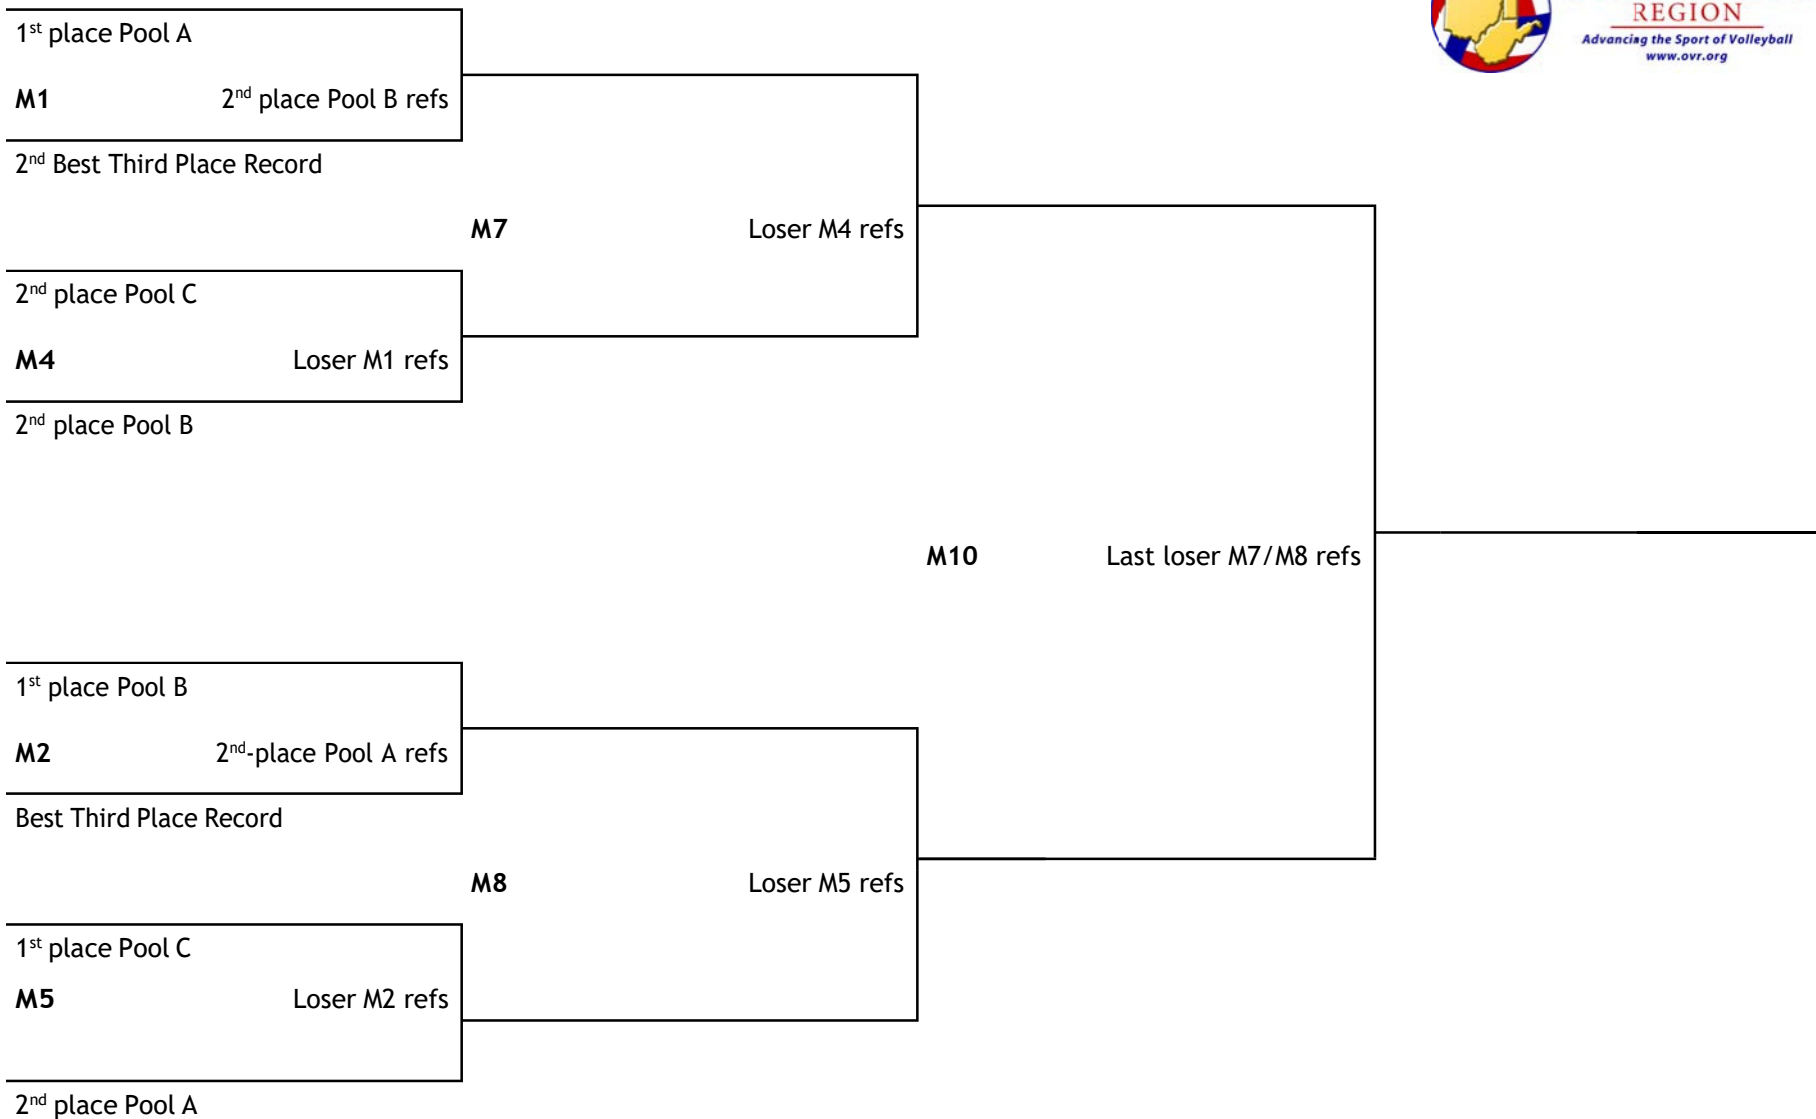 REGION
Advancing the Sport of Volleyball
www.ovr.org
1st place Pool A
M1 2nd place Pool B refs
2nd Best Third Place Record
M7 Loser M4 refs
2nd place Pool C
M4 Loser M1 refs
2nd place Pool B
M10 Last loser M7/M8 refs
1st place Pool B
M2 2nd-place Pool A refs
Best Third Place Record
M8 Loser M5 refs
1st place Pool C
M5 Loser M2 refs
2nd place Pool A